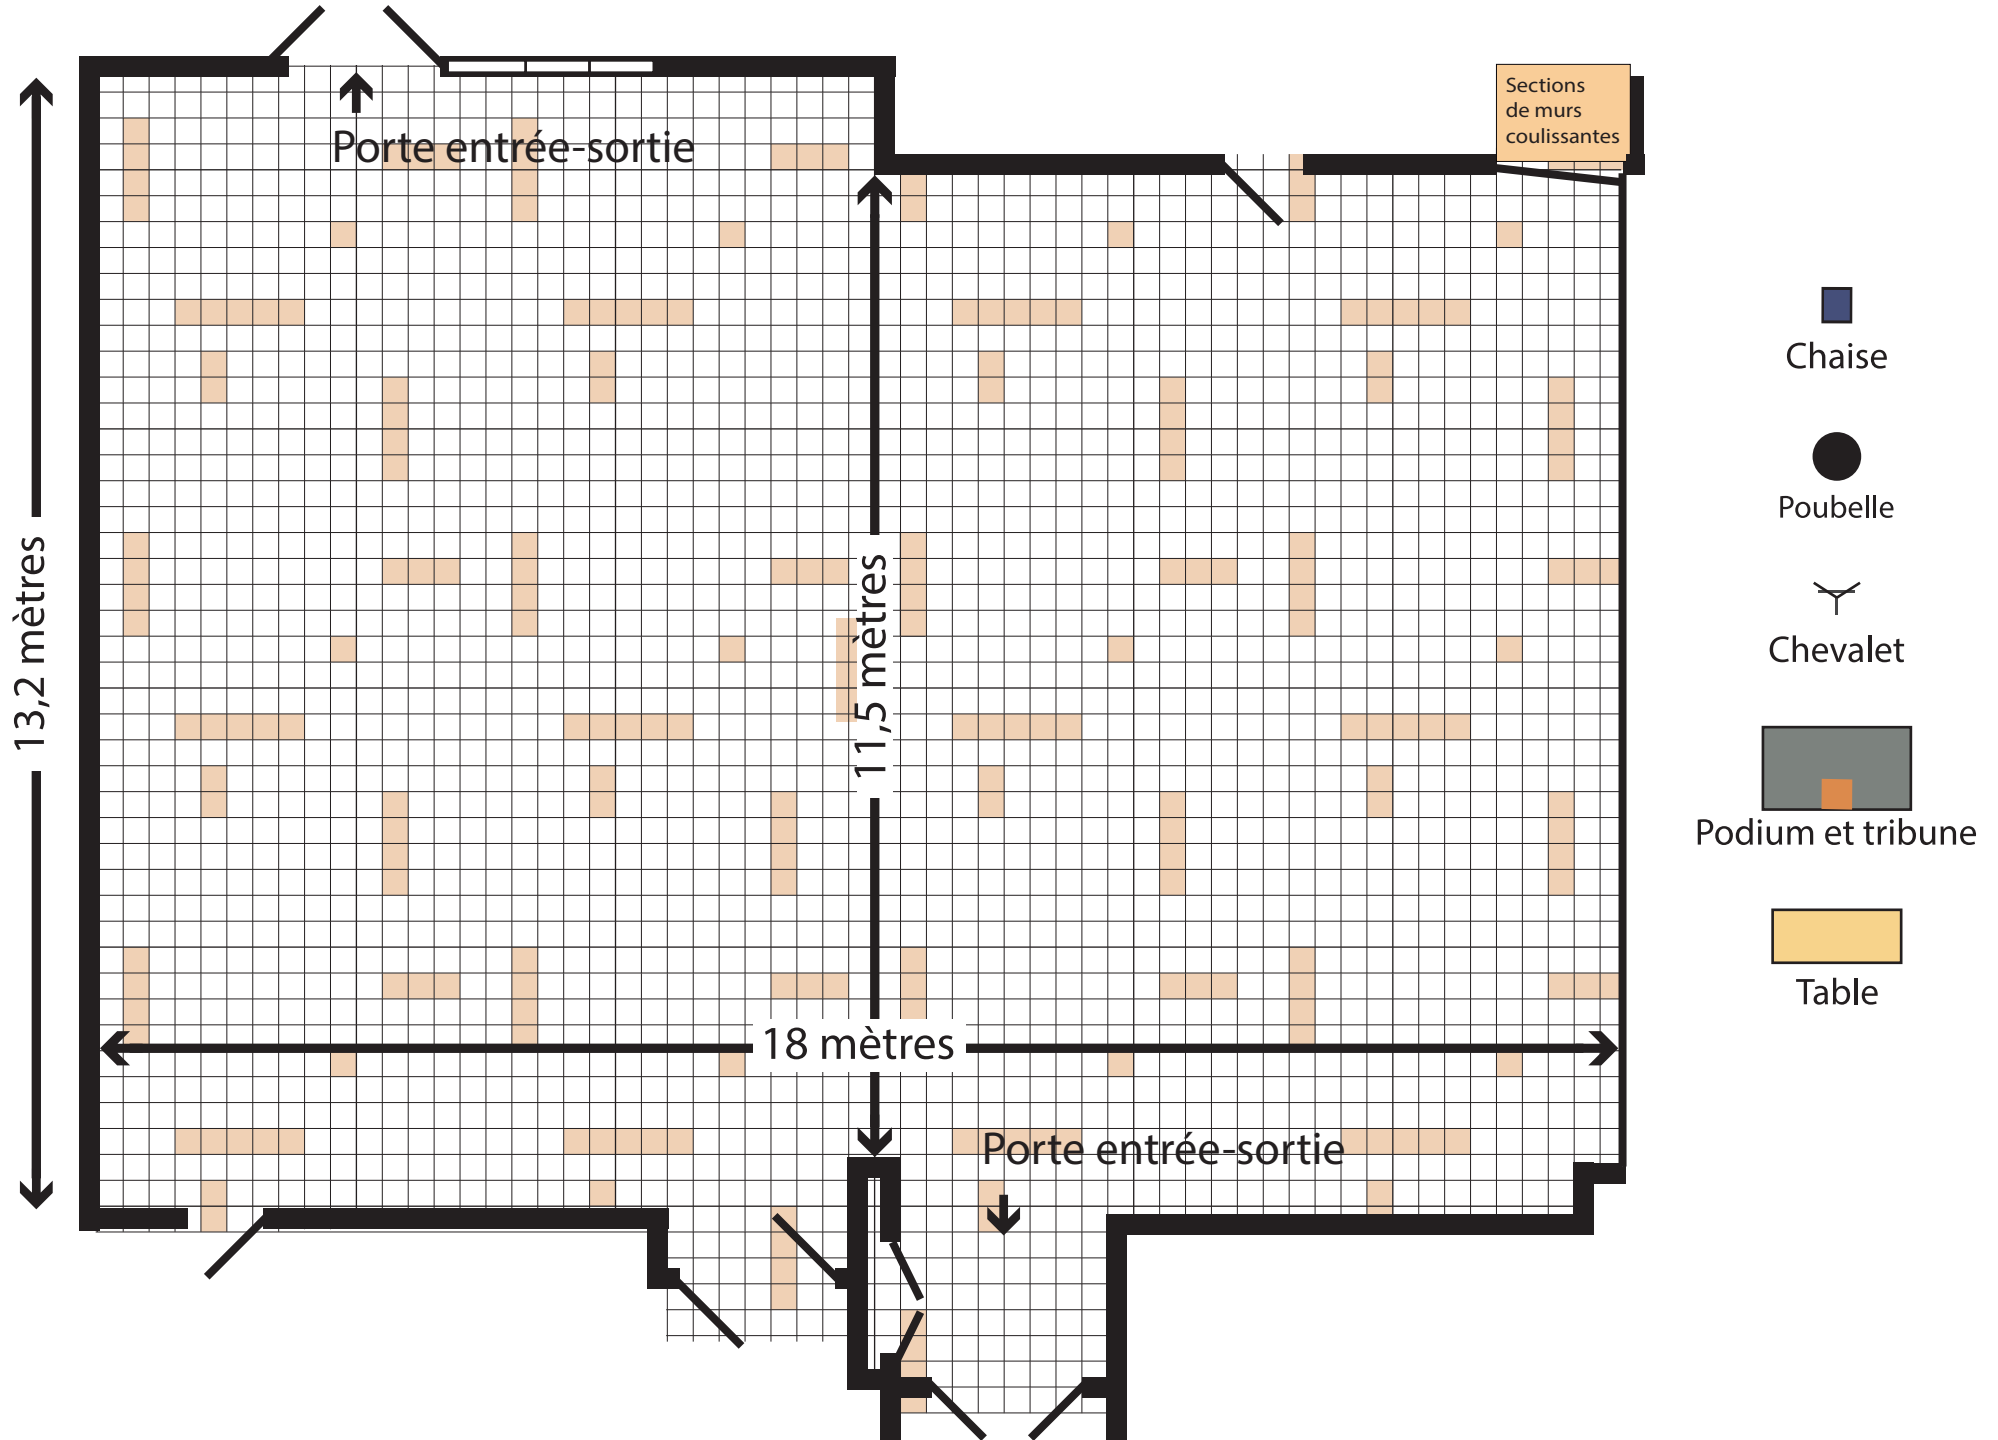 Sections
de murs
coulissantes
Porte entrée-sortie
13,2 mètres
11,5 mètres
18 mètres
Porte entrée-sortie
Chaise
Poubelle
Chevalet
Podium et tribune
Table